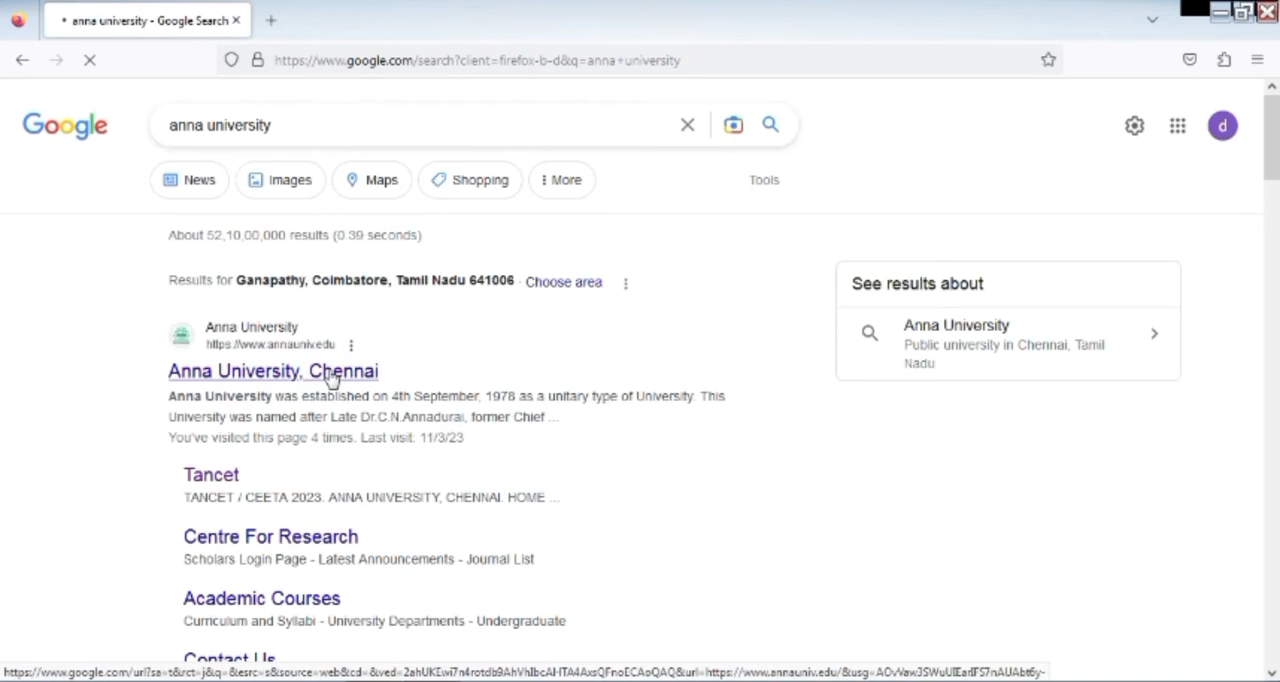 anna university - Google Search
https://www.google.com/search?client=firefox-b-d&q=anna+university
Google
anna university
d
News
Images
Maps
Shopping
More
Tools
About 52,10,00,000 results (0.39 seconds)
Results for Ganapathy, Coimbatore, Tamil Nadu 641006 · Choose area
See results about
Anna University
Public university in Chennai, Tamil
Nadu
Anna University
https://www.annauniv.edu
Anna University, Chennai
Anna University was established on 4th September, 1978 as a unitary type of University. This
University was named after Late Dr.C.N.Annadurai, former Chief ...
You've visited this page 4 times. Last visit: 11/3/23
Tancet
TANCET / CEETA 2023. ANNA UNIVERSITY, CHENNAI. HOME ...
Centre For Research
Scholars Login Page - Latest Announcements - Journal List
Academic Courses
Curriculum and Syllabi - University Departments - Undergraduate
Contact Us